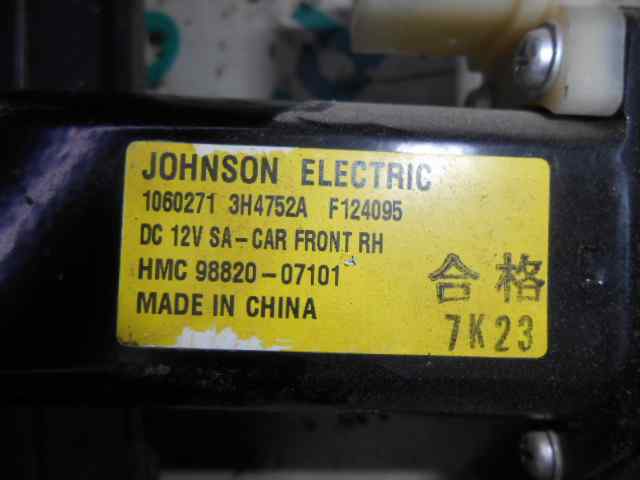 JOHNSON ELECTRIC
1060271 3H4752A F124095
DC 12V SA-CAR FRONT RH
HMC 98820-07101
MADE IN CHINA
合格
7K23